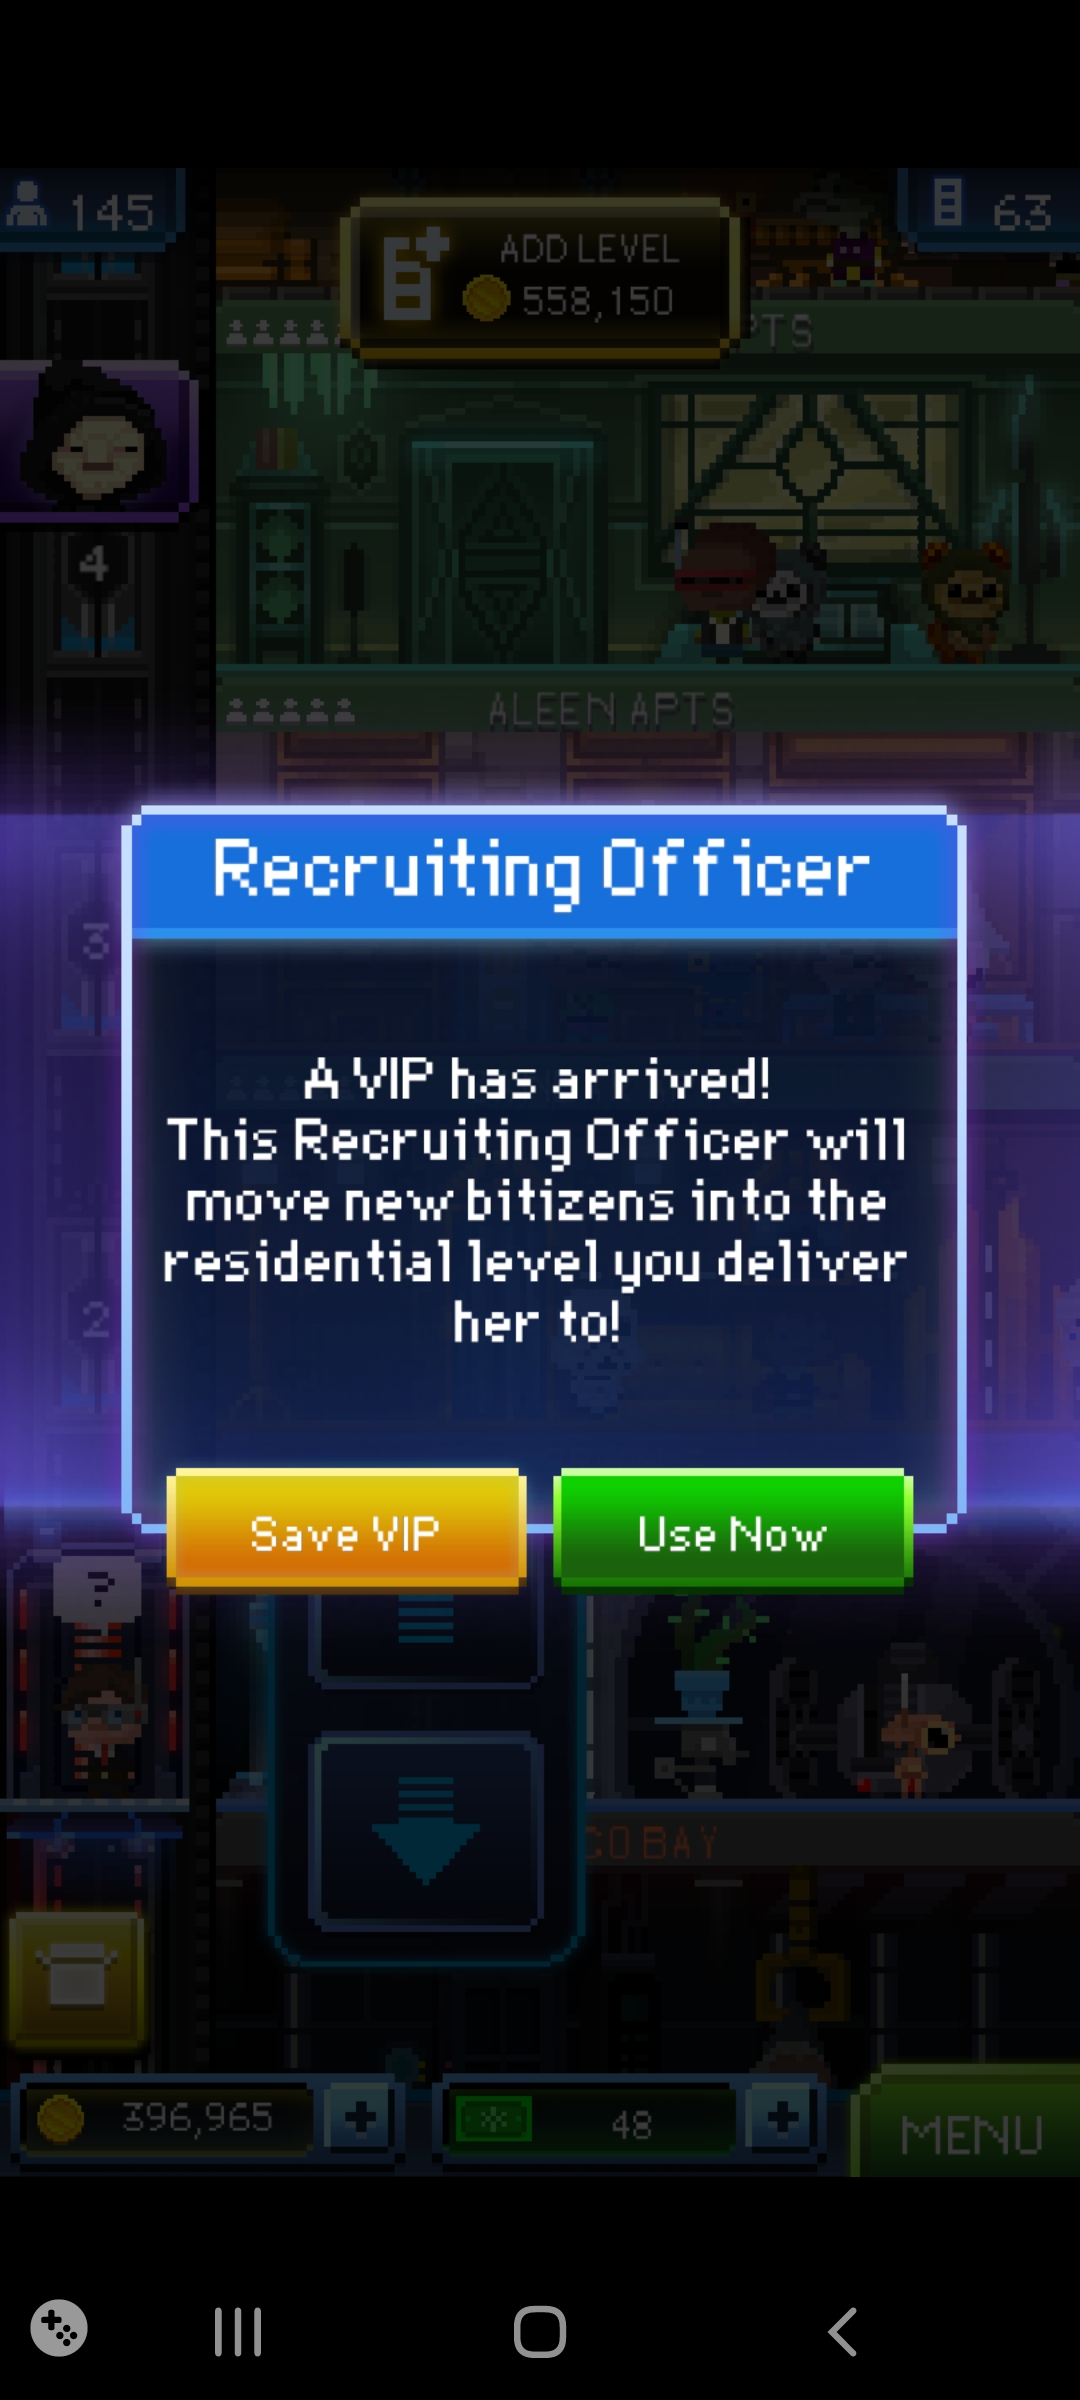 145
ADD LEVEL
558,150
63
PTS
4
ALEEN APTS
Recruiting Officer
3
A VIP has arrived!
This Recruiting Officer will
move new bitizens into the
residential level you deliver
her to!
2
Save VIP
Use Now
?
CO BAY
396,965
+
48
+
MENU